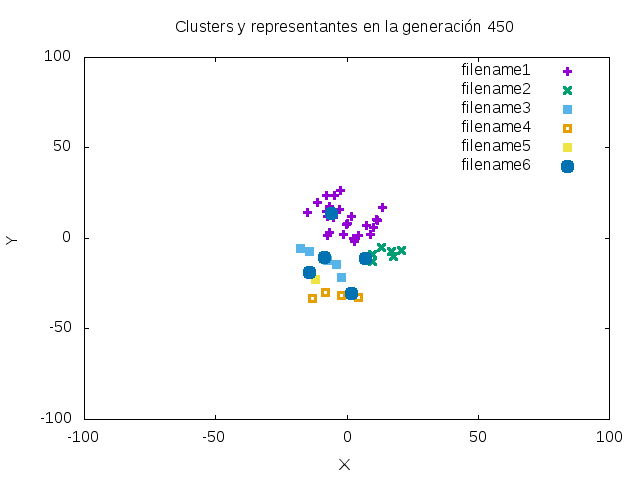 Clusters y representantes en la generación 450
100
50
0
-50
-100
-100 -50 0 50 100
Y
X
filename1
filename2
filename3
filename4
filename5
filename6